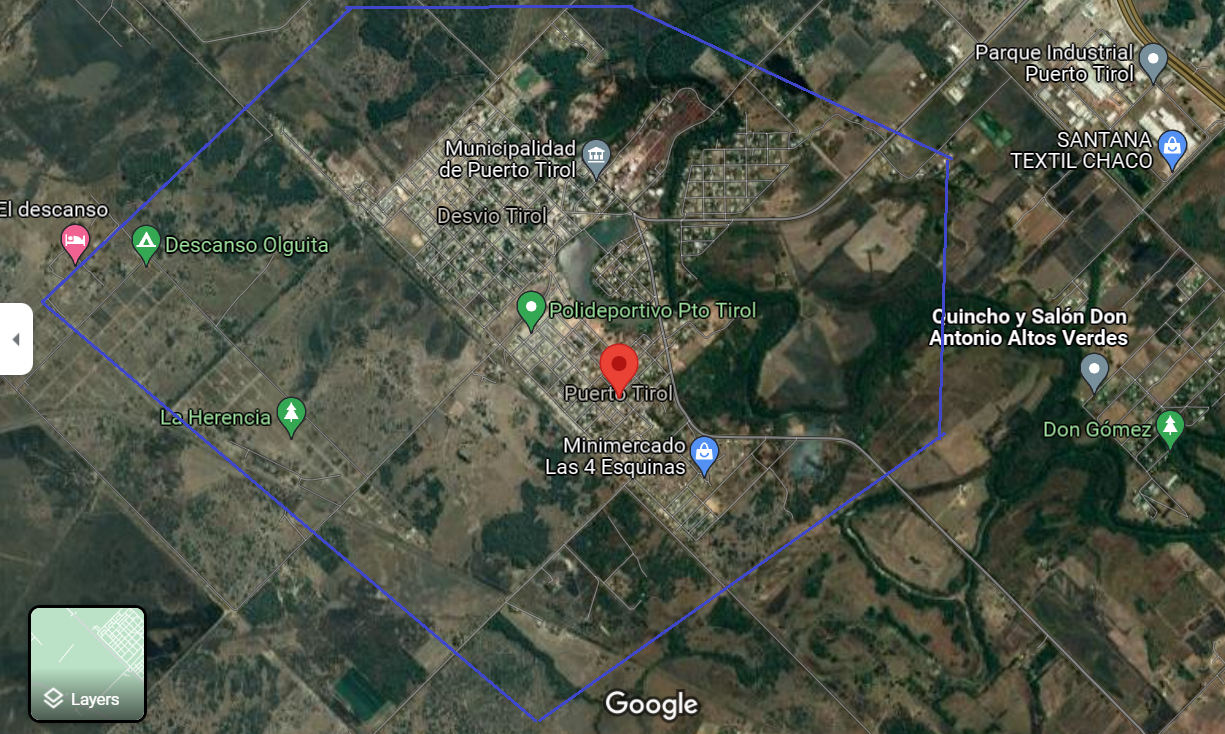 Parque Industrial
Puerto Tirol
SANTANA
TEXTIL CHACO
Municipalidad
de Puerto Tirol
El descanso
Desvio Tirol
Descanso Olguita
Polideportivo Pto Tirol
Quincho y Salón Don
Antonio Altos Verdes
Puerto Tirol
La Herencia
Don Gómez
Minimercado
Las 4 Esquinas
Layers
Google